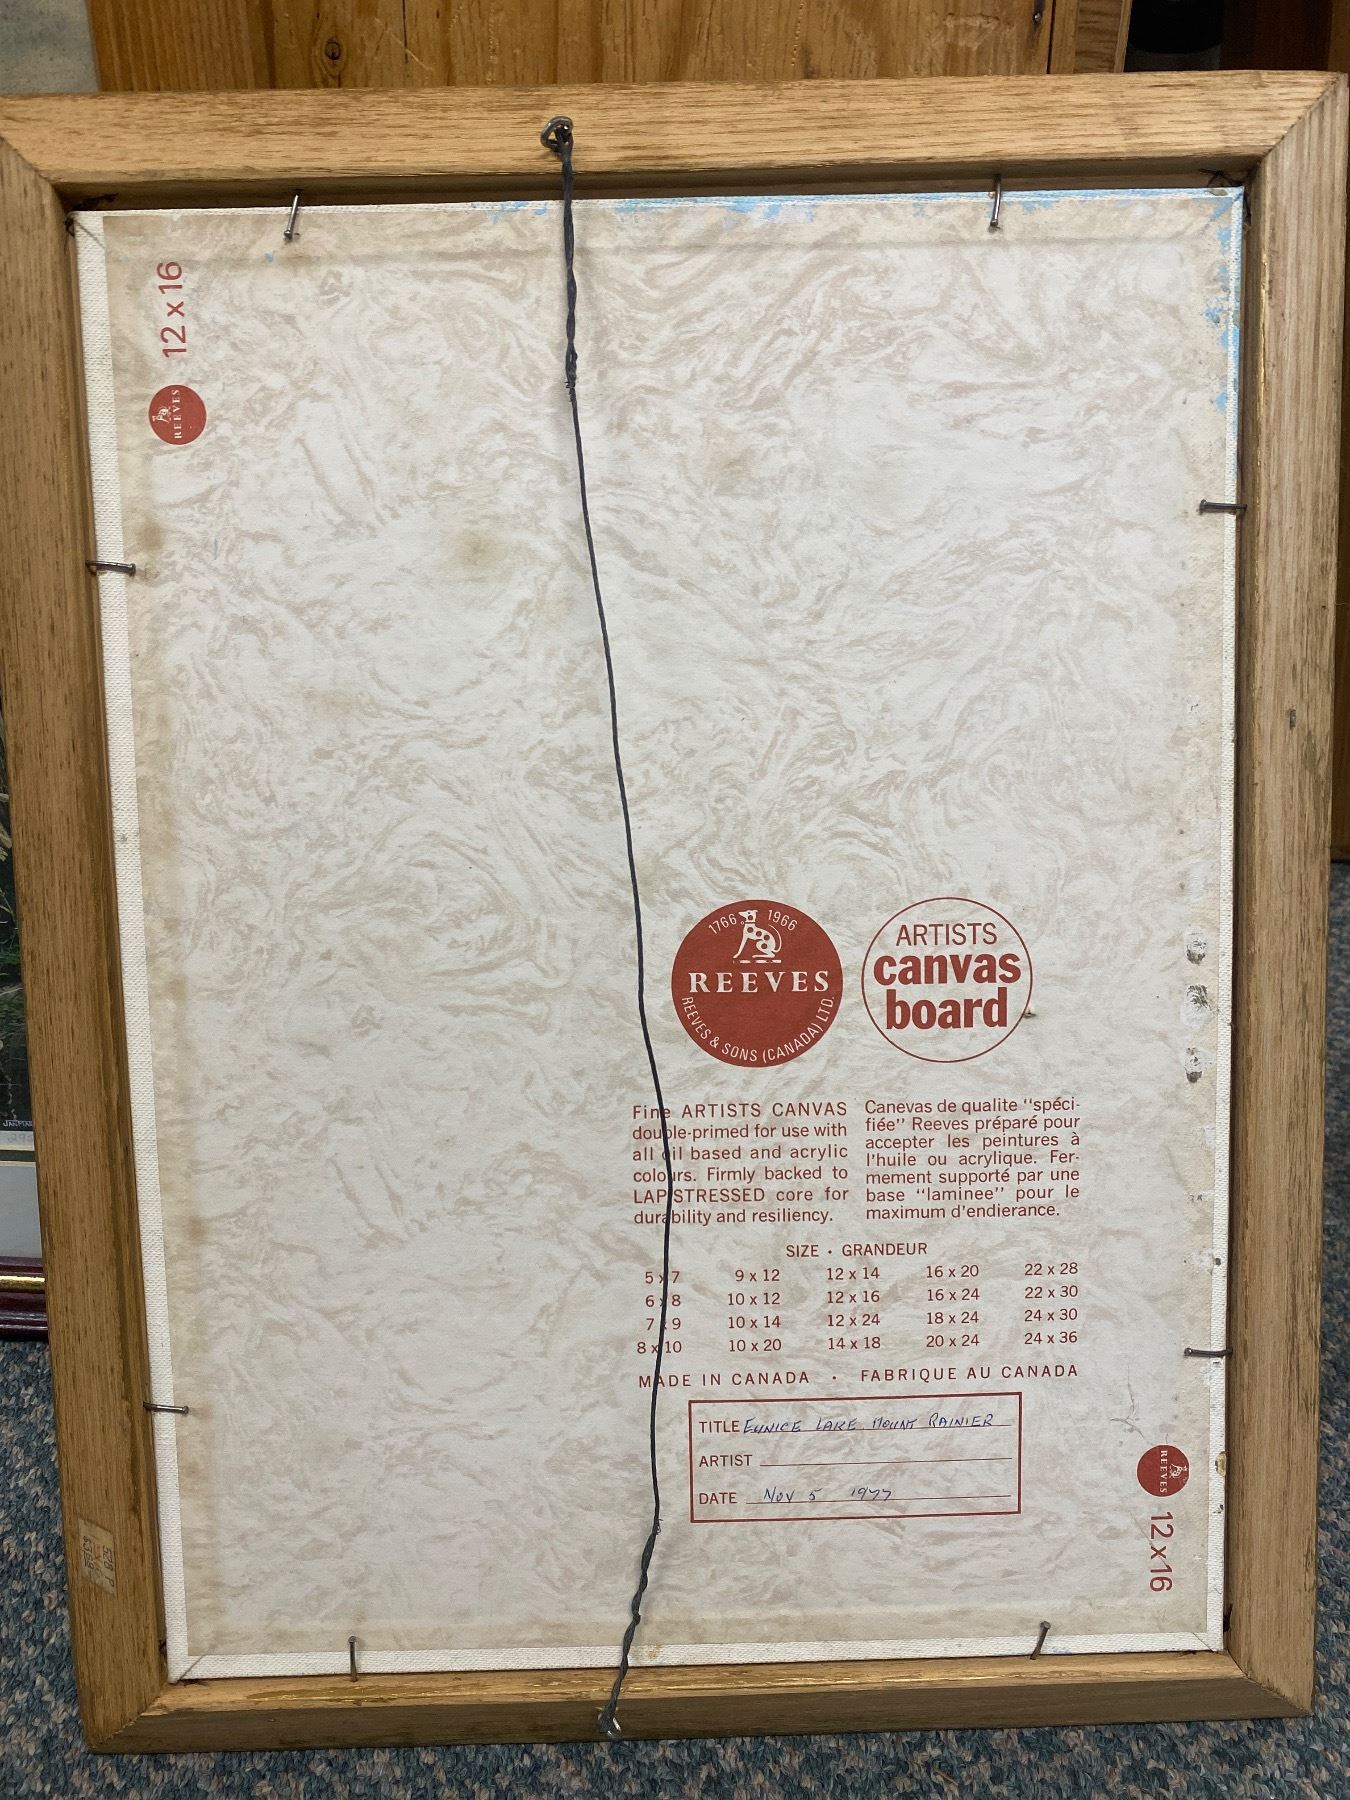 12 x 16
REEVES
1766 1966
REEVES
REEVES & SONS (CANADA) LTD.
ARTISTS
canvas
board
Fine ARTISTS CANVAS
double-primed for use with
all oil based and acrylic
colours. Firmly backed to
LAPSTRESSED core for
durability and resiliency.
Canevas de qualite "spéci-
fiée" Reeves préparé pour
accepter les peintures à
l'huile ou acrylique. Fer-
mement supporté par une
base "laminee" pour le
maximum d'endierance.
SIZE · GRANDEUR
5 x 7 9 x 12 12 x 14 16 x 20 22 x 28
6 x 8 10 x 12 12 x 16 16 x 24 22 x 30
7 x 9 10 x 14 12 x 24 18 x 24 24 x 30
8 x 10 10 x 20 14 x 18 20 x 24 24 x 36
MADE IN CANADA · FABRIQUE AU CANADA
TITLE EUNICE LAKE MOUNT RAINIER
ARTIST
DATE Nov 5 1977
REEVES
12 x 16